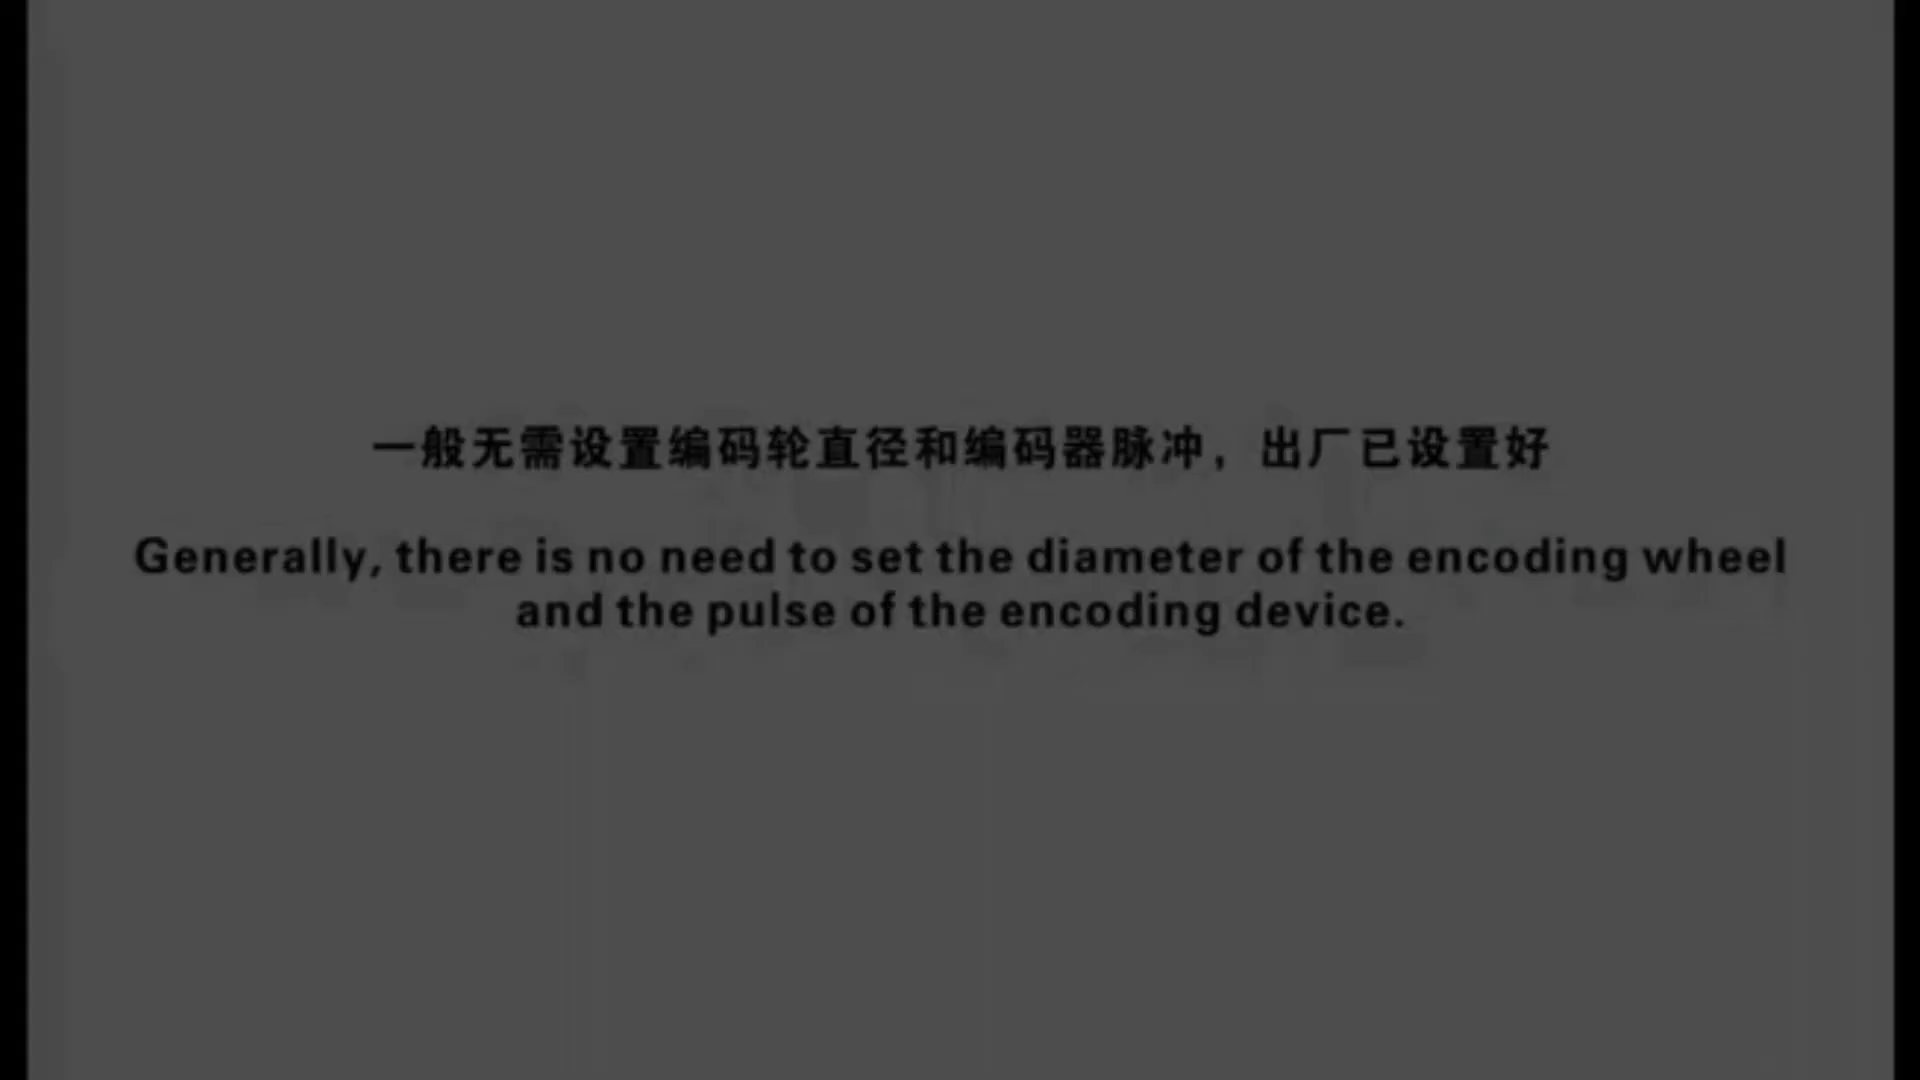 一般无需设置编码轮直径和编码器脉冲，出厂已设置好
Generally, there is no need to set the diameter of the encoding wheel
and the pulse of the encoding device.